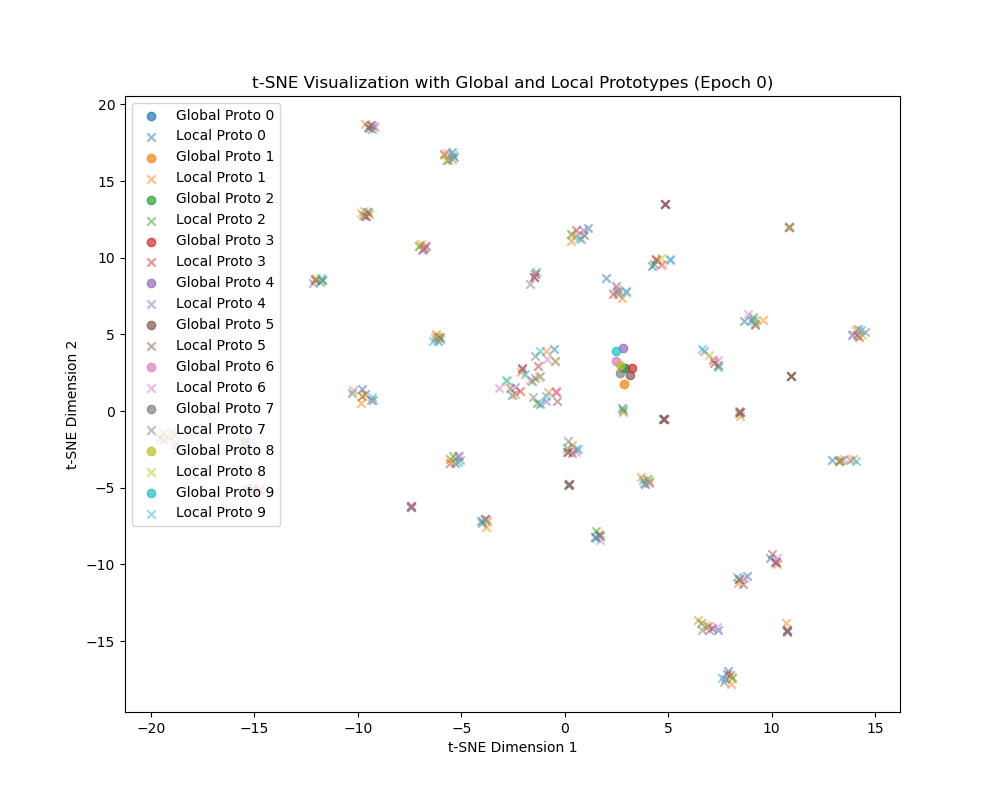 t-SNE Visualization with Global and Local Prototypes (Epoch 0)
20
15
10
5
0
−5
−10
−15
t-SNE Dimension 2
Global Proto 0
Local Proto 0
Global Proto 1
Local Proto 1
Global Proto 2
Local Proto 2
Global Proto 3
Local Proto 3
Global Proto 4
Local Proto 4
Global Proto 5
Local Proto 5
Global Proto 6
Local Proto 6
Global Proto 7
Local Proto 7
Global Proto 8
Local Proto 8
Global Proto 9
Local Proto 9
−20 −15 −10 −5 0 5 10 15
t-SNE Dimension 1